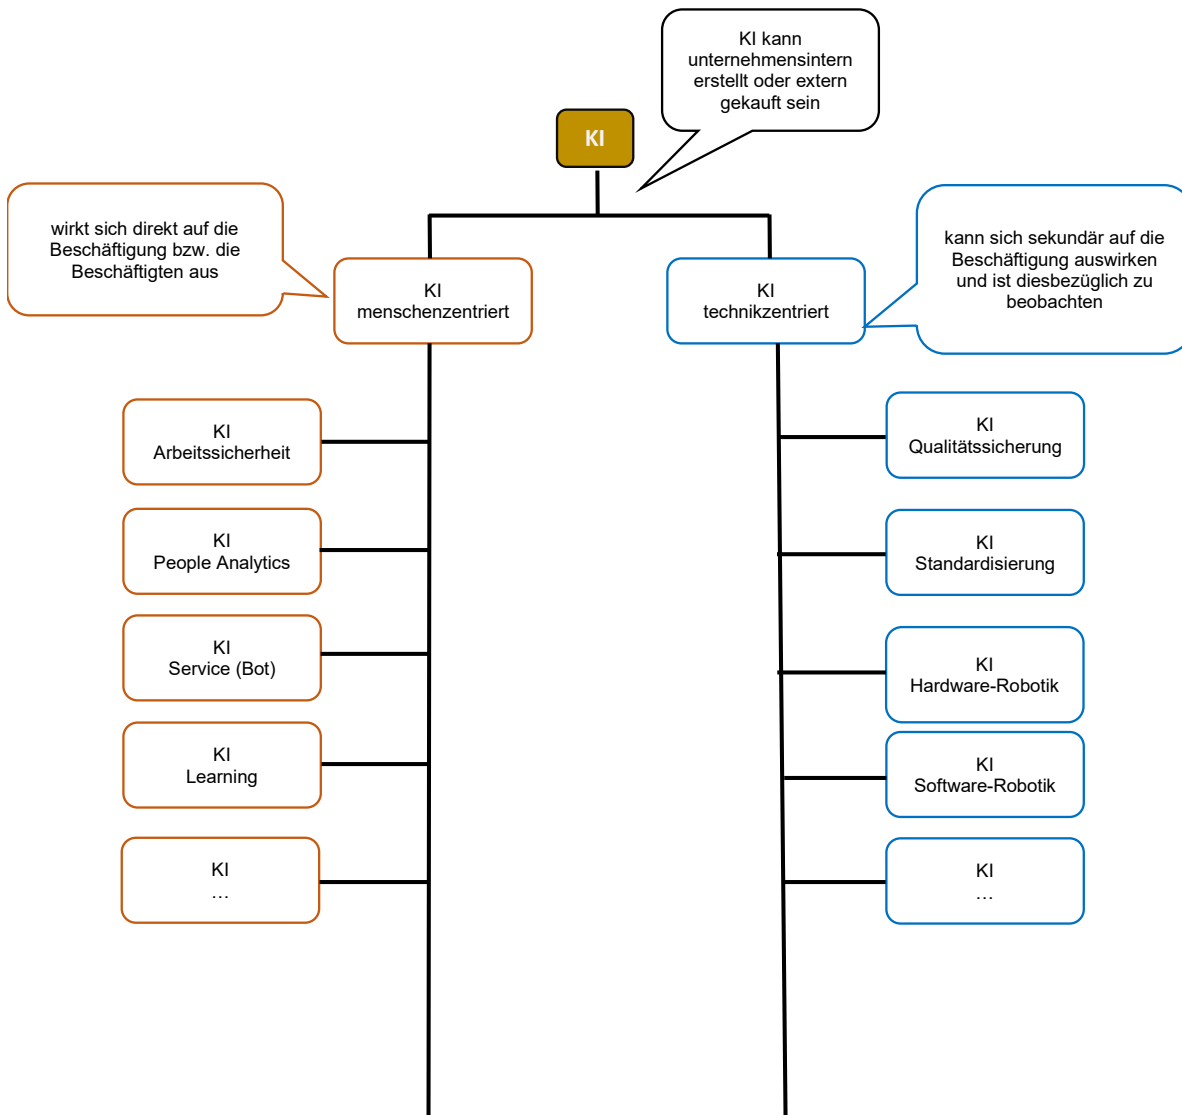 KI kann
unternehmensintern
erstellt oder extern
gekauft sein
KI
wirkt sich direkt auf die
Beschäftigung bzw. die
Beschäftigten aus
kann sich sekundär auf die
Beschäftigung auswirken
und ist diesbezüglich zu
beobachten
KI
menschenzentriert
KI
technikzentriert
KI
Arbeitssicherheit
KI
People Analytics
KI
Service (Bot)
KI
Learning
KI
…
KI
Qualitätssicherung
KI
Standardisierung
KI
Hardware-Robotik
KI
Software-Robotik
KI
…